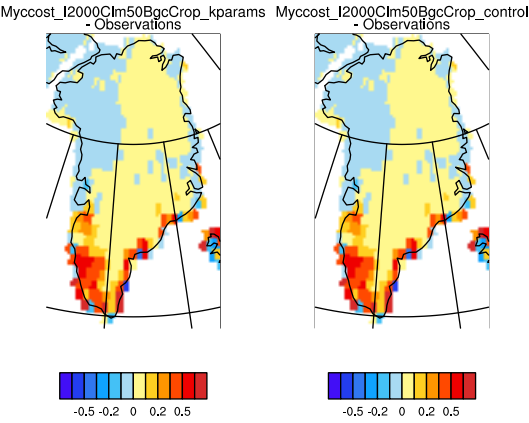 Myccost_I2000Clm50BgcCrop_kparams
- Observations
Myccost_I2000Clm50BgcCrop_control
- Observations
-0.5 -0.2 0 0.2 0.5
-0.5 -0.2 0 0.2 0.5